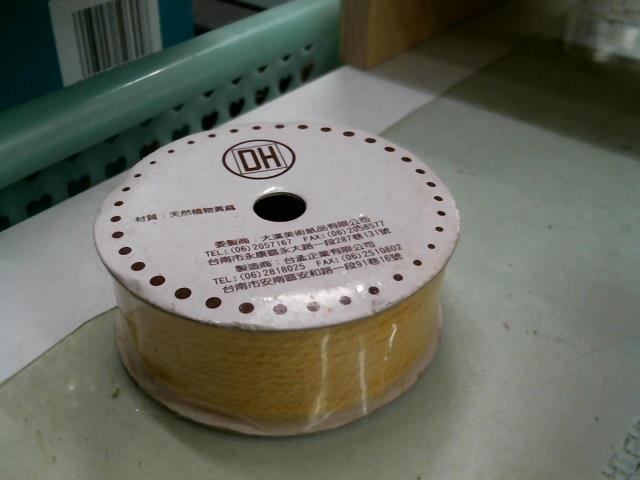 DH
材質:天然植物黃麻
委製商:大漢美術紙品有限公司
TEL:(06)2057167 FAX:(06)2058577
台南市永康區永大路一段287巷131號
製造商:台孟企業有限公司
TEL:(06)2818025 FAX:(06)2510802
台南市安南區安和路一段91巷16號